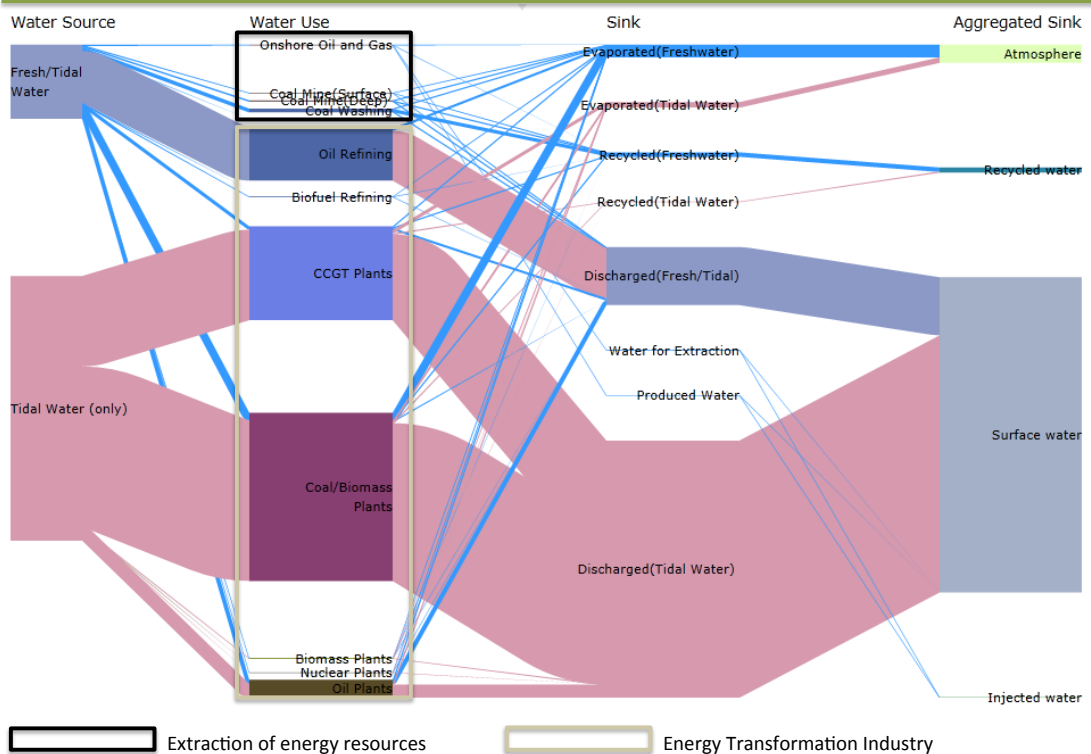 Water Source
Water Use
Sink
Aggregated Sink
Fresh/Tidal
Water
Tidal Water (only)
Onshore Oil and Gas
Coal Mine(Surface)
Coal Mine(Deep)
Coal Washing
Oil Refining
Biofuel Refining
CCGT Plants
Coal/Biomass
Plants
Biomass Plants
Nuclear Plants
Oil Plants
Evaporated(Freshwater)
Evaporated(Tidal Water)
Recycled(Freshwater)
Recycled(Tidal Water)
Discharged(Fresh/Tidal)
Water for Extraction
Produced Water
Discharged(Tidal Water)
Atmosphere
Recycled water
Surface water
Injected water
Extraction of energy resources
Energy Transformation Industry